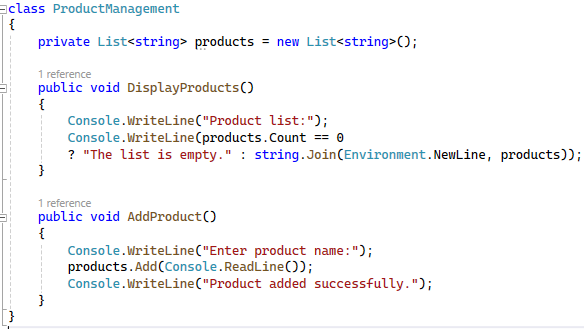 class ProductManagement
{
private List<string> products = new List<string>();
1 reference
public void DisplayProducts()
{
Console.WriteLine("Product list:");
Console.WriteLine(products.Count == 0
? "The list is empty." : string.Join(Environment.NewLine, products));
}
1 reference
public void AddProduct()
{
Console.WriteLine("Enter product name:");
products.Add(Console.ReadLine());
Console.WriteLine("Product added successfully.");
}
}